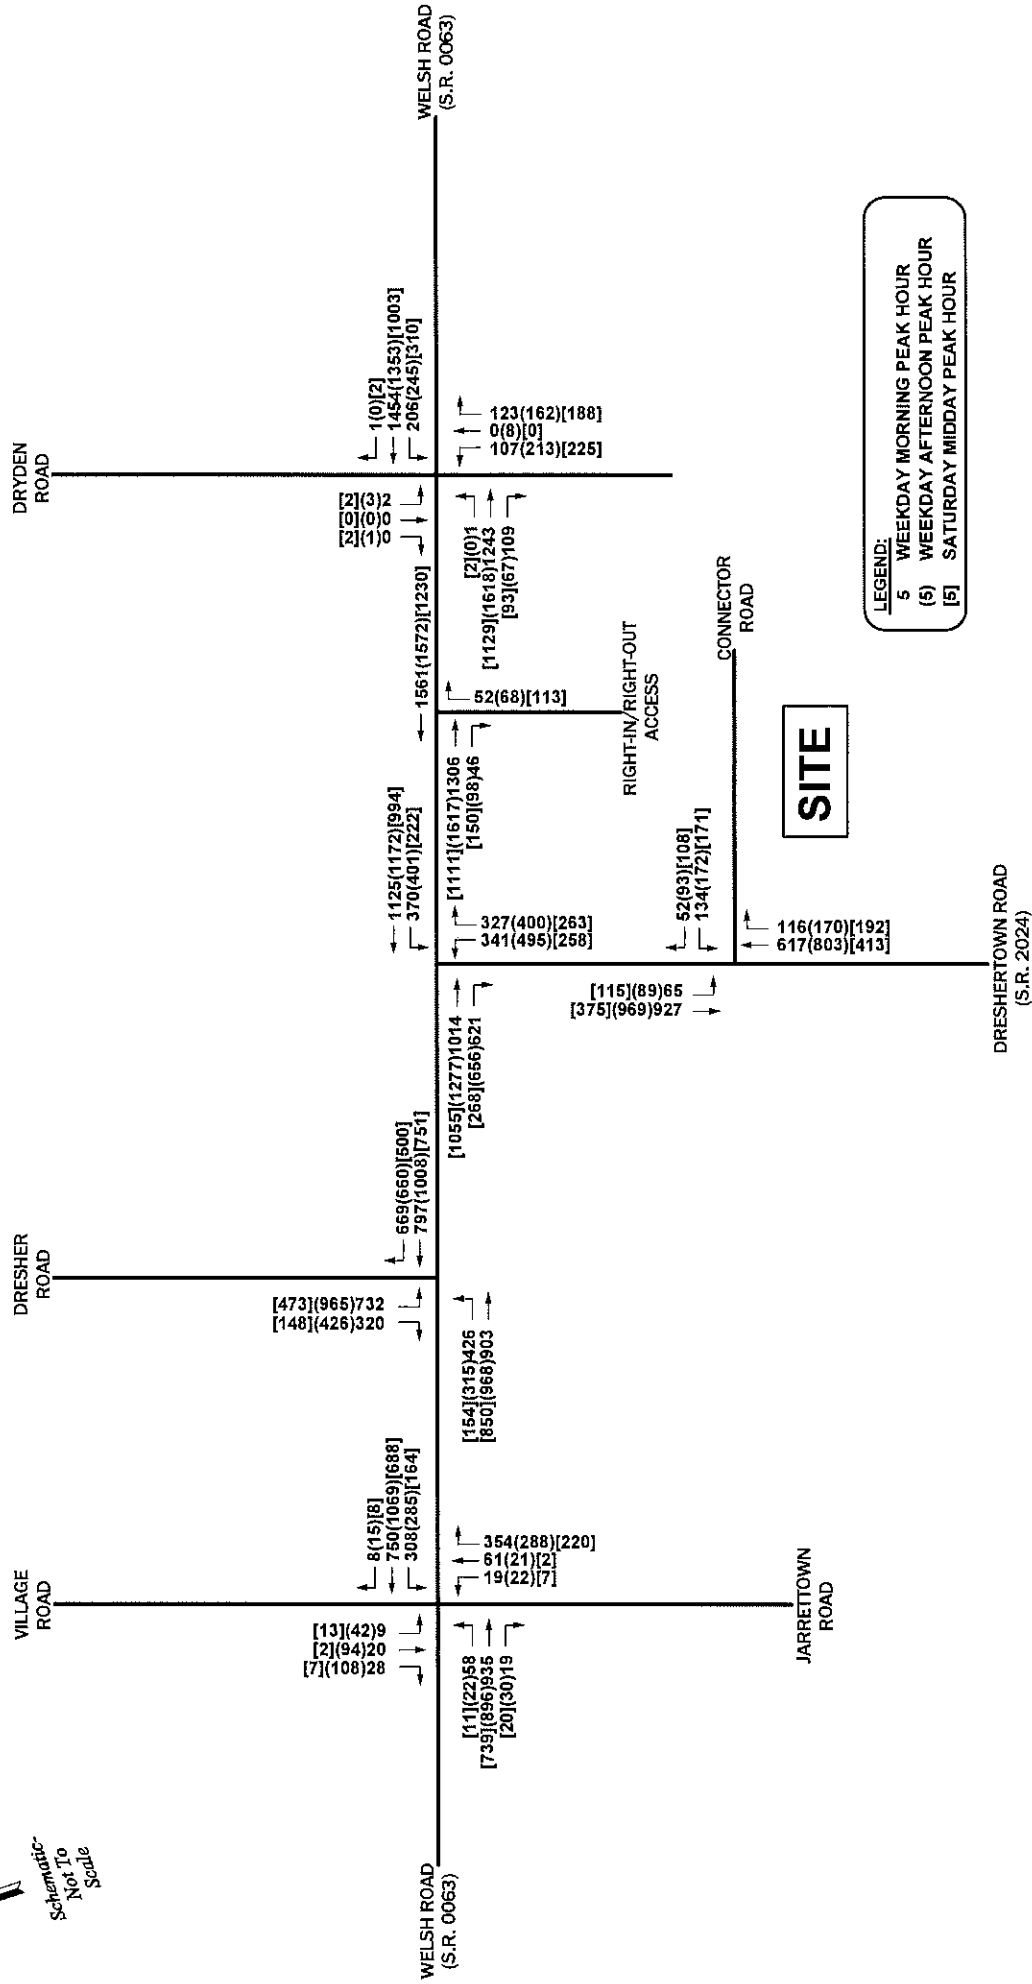 Schematic-
Not To
Scale
WELSH ROAD
(S.R. 0063)
VILLAGE
ROAD
[13](42)9
[2](94)20
[7](108)28
8(15)[8]
750(1069)[688]
308(285)[164]
[11](22)58
[739](896)935
[20](30)19
354(288)[220]
61(21)[2]
19(22)[7]
JARRETTOWN
ROAD
DRESHER
ROAD
[473](965)732
[148](426)320
669(660)[500]
797(1008)[751]
[154](315)426
[850](968)903
1125(1172)[994]
370(401)[222]
[1055](1277)1014
[268](656)621
327(400)[263]
341(495)[258]
[115](89)65
[375](969)927
52(93)[108]
134(172)[171]
116(170)[192]
617(803)[413]
DRESHERTOWN ROAD
(S.R. 2024)
CONNECTOR
ROAD
SITE
1561(1572)[1230]
[1111](1617)1306
[150](98)46
52(68)[113]
RIGHT-IN/RIGHT-OUT
ACCESS
DRYDEN
ROAD
[2](3)2
[0](0)0
[2](1)0
1(0)[2]
1454(1353)[1003]
206(245)[310]
[2](0)1
[1129](1618)1243
[93](67)109
123(162)[188]
0(8)[0]
107(213)[225]
WELSH ROAD
(S.R. 0063)
LEGEND:
5 WEEKDAY MORNING PEAK HOUR
(5) WEEKDAY AFTERNOON PEAK HOUR
[5] SATURDAY MIDDAY PEAK HOUR